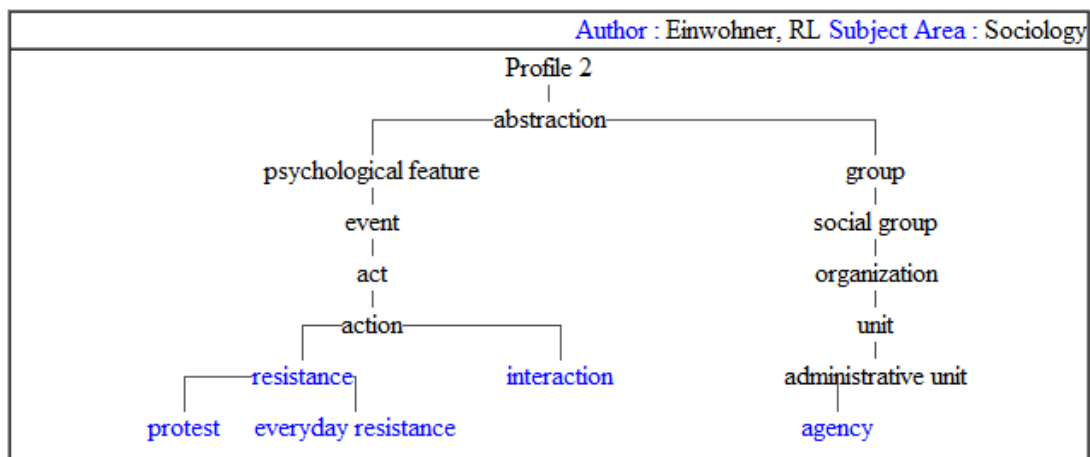 Author : Einwohner, RL Subject Area : Sociology
Profile 2
abstraction
psychological feature group
event social group
act organization
action unit
resistance interaction administrative unit
protest everyday resistance agency